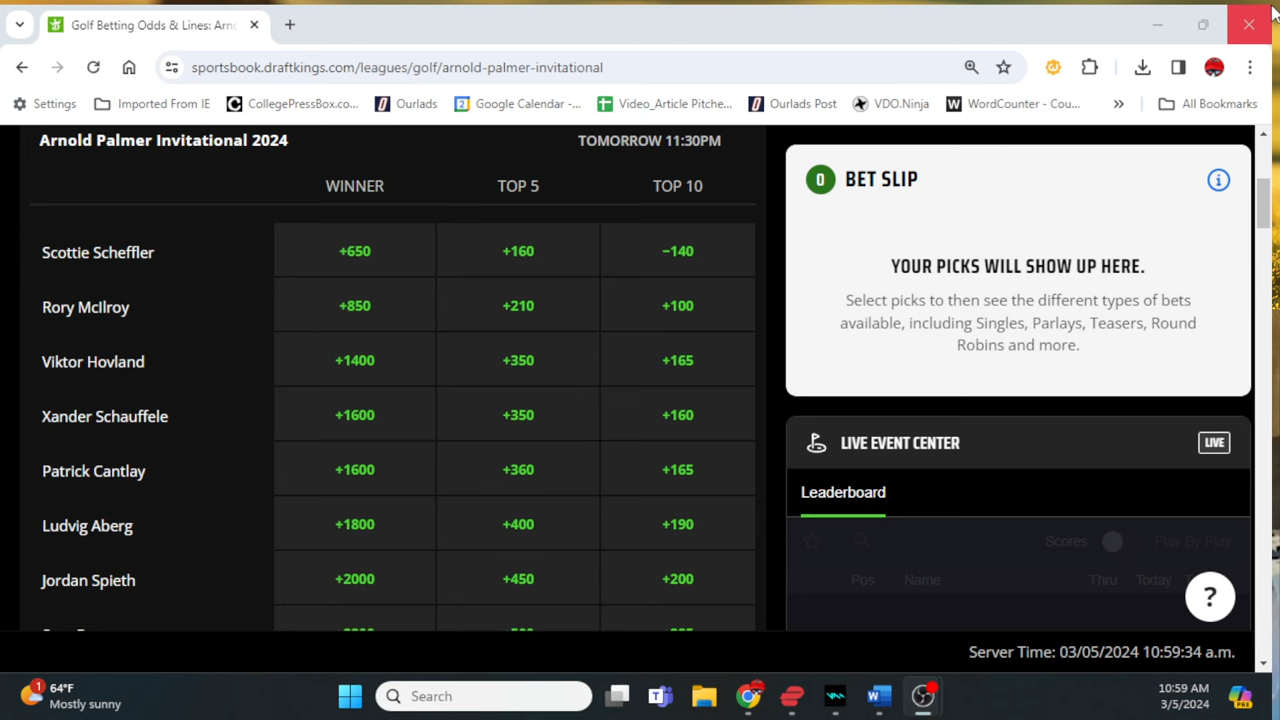 Golf Betting Odds & Lines: Arnc
sportsbook.draftkings.com/leagues/golf/arnold-palmer-invitational
Settings Imported From IE CollegePressBox.co... Ourlads Google Calendar -... Video_Article Pitche... Ourlads Post VDO.Ninja WordCounter - Cou... » All Bookmarks
Arnold Palmer Invitational 2024 TOMORROW 11:30PM
WINNER TOP 5 TOP 10
Scottie Scheffler +650 +160 −140
Rory McIlroy +850 +210 +100
Viktor Hovland +1400 +350 +165
Xander Schauffele +1600 +350 +160
Patrick Cantlay +1600 +360 +165
Ludvig Aberg +1800 +400 +190
Jordan Spieth +2000 +450 +200
0 BET SLIP
YOUR PICKS WILL SHOW UP HERE.
Select picks to then see the different types of bets
available, including Singles, Parlays, Teasers, Round
Robins and more.
LIVE EVENT CENTER LIVE
Leaderboard
Scores Play By Play
Pos Name Thru Today
?
Server Time: 03/05/2024 10:59:34 a.m.
1 64°F
Mostly sunny
Search
10:59 AM
3/5/2024
PRE